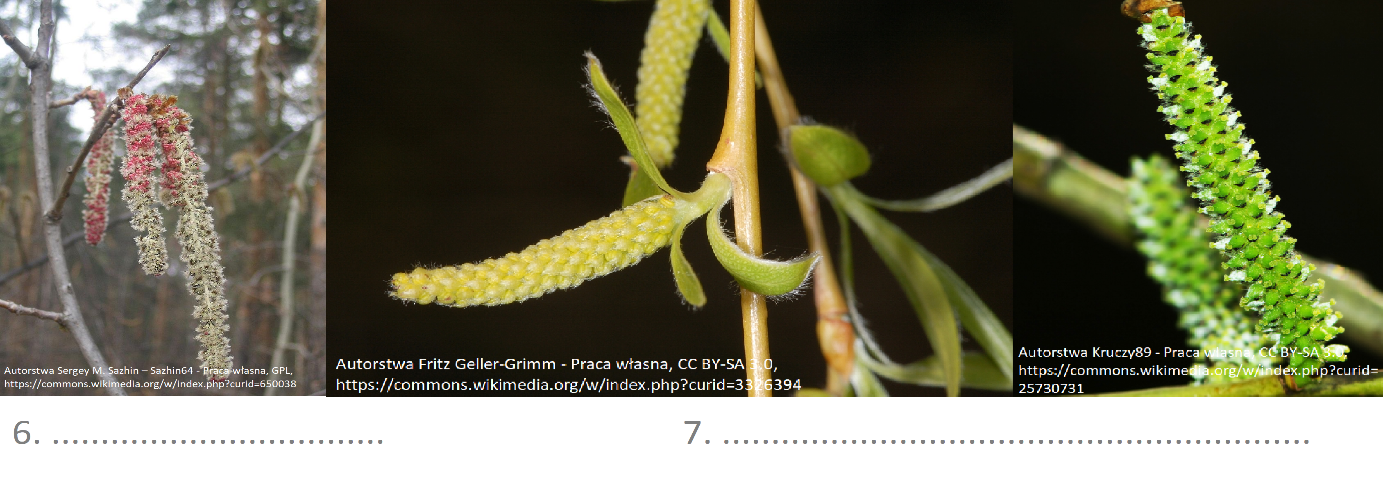 Autorstwa Sergey M. Sazhin – Sazhin64 - Praca własna, GPL,
https://commons.wikimedia.org/w/index.php?curid=650038
Autorstwa Fritz Geller-Grimm - Praca własna, CC BY-SA 3.0,
https://commons.wikimedia.org/w/index.php?curid=3326394
Autorstwa Kruczy89 - Praca własna, CC BY-SA 3.0,
https://commons.wikimedia.org/w/index.php?curid=
25730731
6. ..................................
7. ............................................................